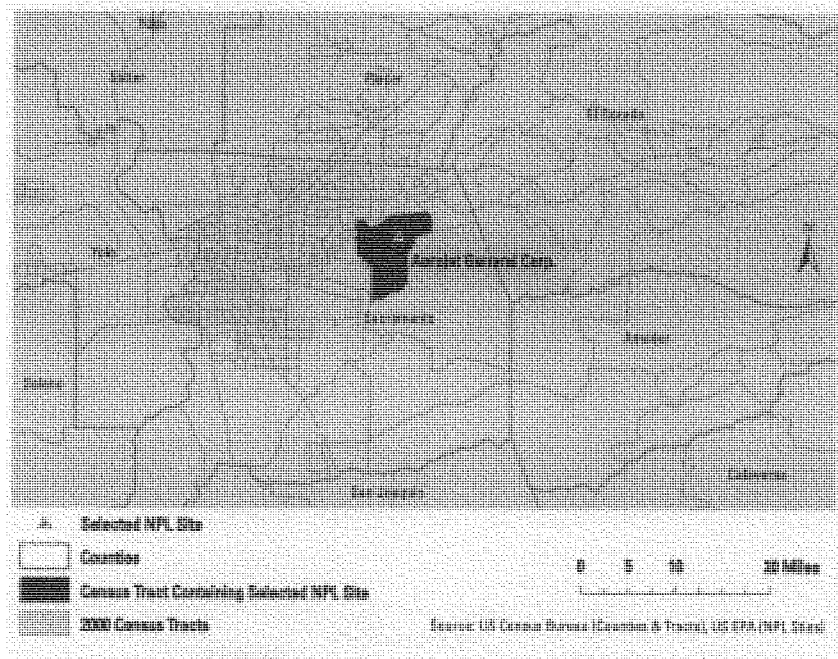 Yuba
Sutter
Placer
El Dorado
Yolo
Aerojet General Corp.
Sacramento
Amador
Solano
Calaveras
San Joaquin
N
Selected NPL Site
Counties
Census Tract Containing Selected NPL Site
2000 Census Tracts
0 5 10 20 Miles
Source: US Census Bureau (Counties & Tracts), US EPA (NPL Sites)